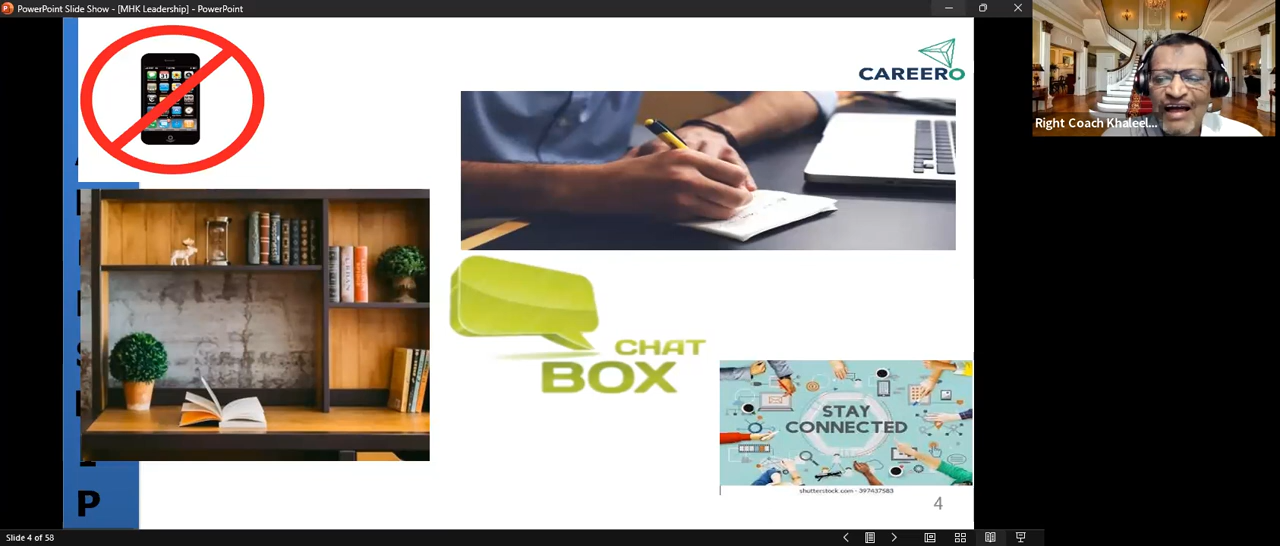 PowerPoint Slide Show - [MHK Leadership] - PowerPoint
CAREERO
Right Coach Khaleel...
CHAT
BOX
STAY
CONNECTED
shutterstock.com · 397437583
P
4
Slide 4 of 58